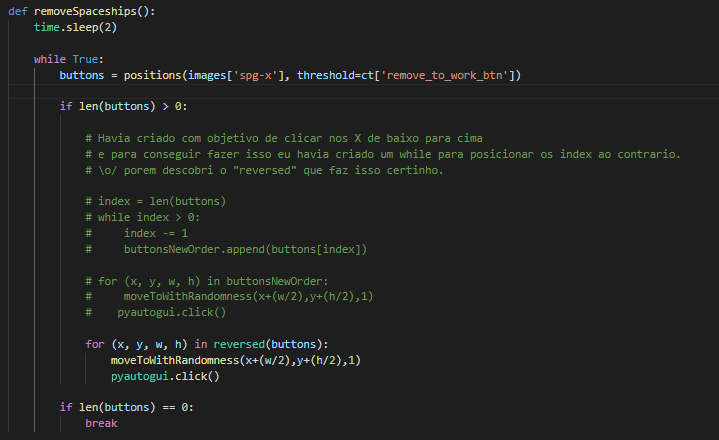 def removeSpaceships():
    time.sleep(2)

    while True:
        buttons = positions(images['spg-x'], threshold=ct['remove_to_work_btn'])

        if len(buttons) > 0:

            # Havia criado com objetivo de clicar nos X de baixo para cima
            # e para conseguir fazer isso eu havia criado um while para posicionar os index ao contrario.
            # \o/ porem descobri o "reversed" que faz isso certinho.

            # index = len(buttons)
            # while index > 0:
            #     index -= 1
            #     buttonsNewOrder.append(buttons[index])

            # for (x, y, w, h) in buttonsNewOrder:
            #     moveToWithRandomness(x+(w/2),y+(h/2),1)
            #    pyautogui.click()

            for (x, y, w, h) in reversed(buttons):
                moveToWithRandomness(x+(w/2),y+(h/2),1)
                pyautogui.click()

        if len(buttons) == 0:
            break